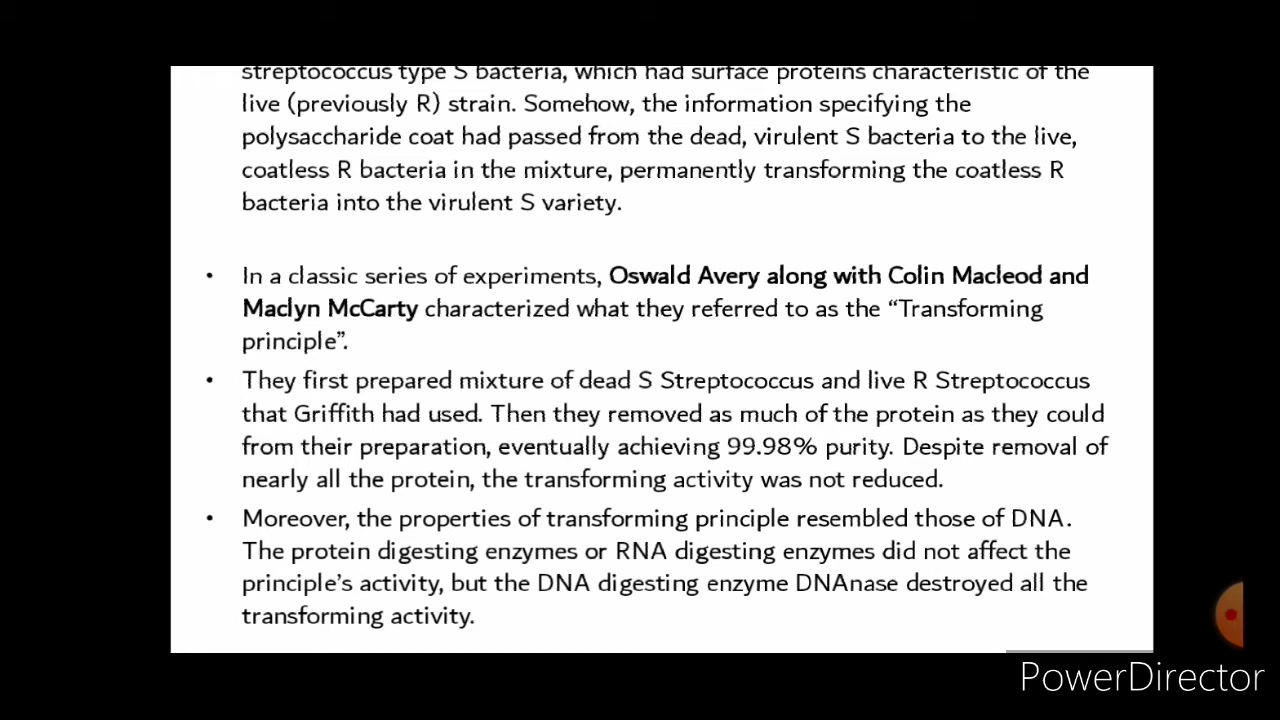 streptococcus type S bacteria, which had surface proteins characteristic of the
live (previously R) strain. Somehow, the information specifying the
polysaccharide coat had passed from the dead, virulent S bacteria to the live,
coatless R bacteria in the mixture, permanently transforming the coatless R
bacteria into the virulent S variety.
• In a classic series of experiments, Oswald Avery along with Colin Macleod and
Maclyn McCarty characterized what they referred to as the “Transforming
principle”.
• They first prepared mixture of dead S Streptococcus and live R Streptococcus
that Griffith had used. Then they removed as much of the protein as they could
from their preparation, eventually achieving 99.98% purity. Despite removal of
nearly all the protein, the transforming activity was not reduced.
• Moreover, the properties of transforming principle resembled those of DNA.
The protein digesting enzymes or RNA digesting enzymes did not affect the
principle’s activity, but the DNA digesting enzyme DNAnase destroyed all the
transforming activity.
PowerDirector